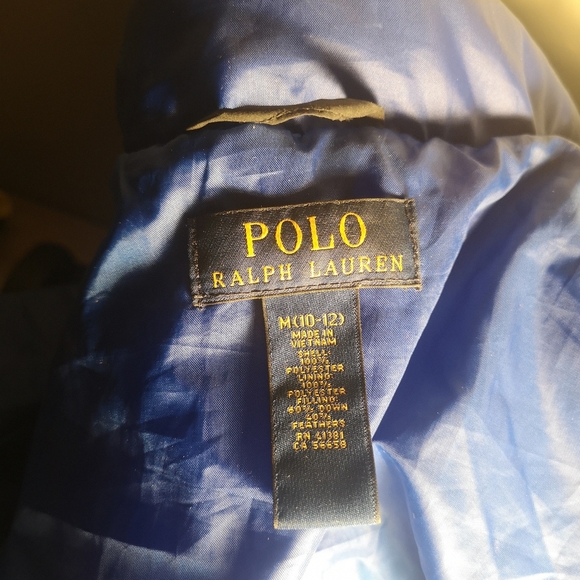 POLO
RALPH LAUREN
M(10-12)
MADE IN
VIETNAM
SHELL:
100%
POLYESTER
LINING:
100%
POLYESTER
FILLING:
60% DOWN
40%
FEATHERS
RN 41381
CA 56658